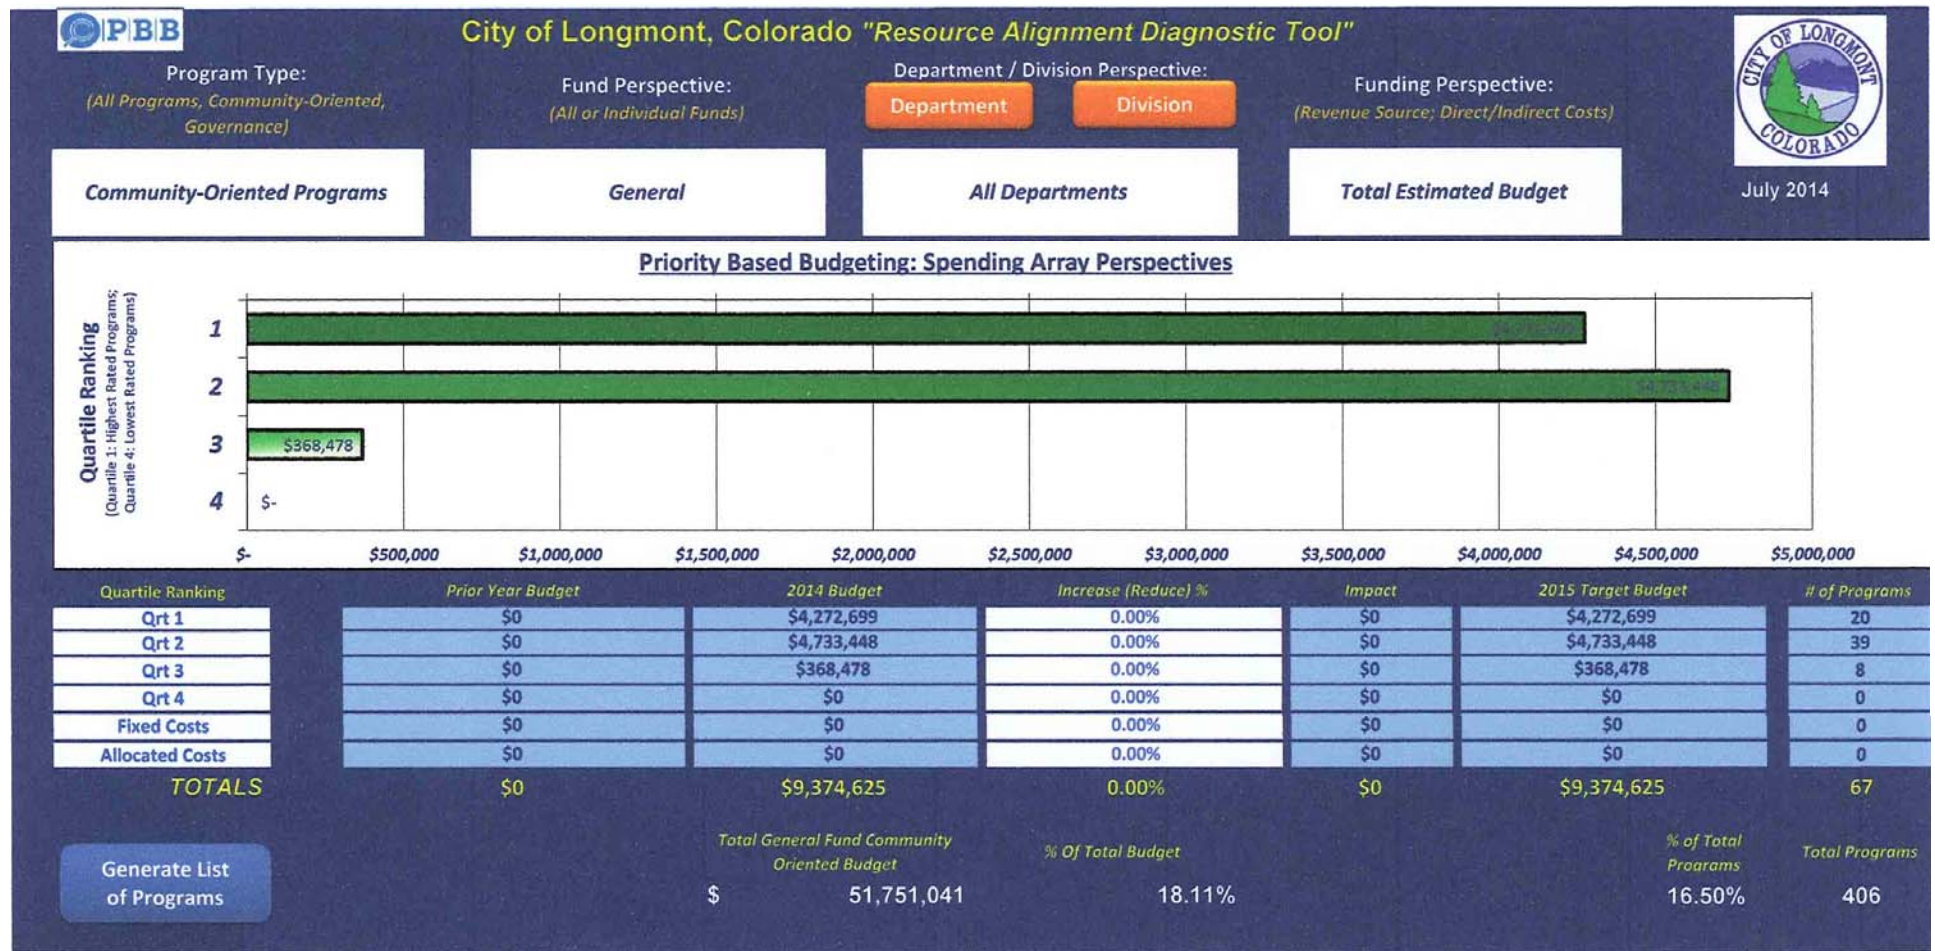 PBB
City of Longmont, Colorado "Resource Alignment Diagnostic Tool"
Program Type:
(All Programs, Community-Oriented,
Governance)
Fund Perspective:
(All or Individual Funds)
Department / Division Perspective:
Department Division
Funding Perspective:
(Revenue Source; Direct/Indirect Costs)
CITY OF LONGMONT
COLORADO
Community-Oriented Programs General All Departments Total Estimated Budget July 2014
Priority Based Budgeting: Spending Array Perspectives
Quartile Ranking
(Quartile 1: Highest Rated Programs;
Quartile 4: Lowest Rated Programs)
1
2 $4,733,448
3 $368,478
4 $-
$- $500,000 $1,000,000 $1,500,000 $2,000,000 $2,500,000 $3,000,000 $3,500,000 $4,000,000 $4,500,000 $5,000,000
Quartile Ranking Prior Year Budget 2014 Budget Increase (Reduce) % Impact 2015 Target Budget # of Programs
Qrt 1 $0 $4,272,699 0.00% $0 $4,272,699 20
Qrt 2 $0 $4,733,448 0.00% $0 $4,733,448 39
Qrt 3 $0 $368,478 0.00% $0 $368,478 8
Qrt 4 $0 $0 0.00% $0 $0 0
Fixed Costs $0 $0 0.00% $0 $0 0
Allocated Costs $0 $0 0.00% $0 $0 0
TOTALS $0 $9,374,625 0.00% $0 $9,374,625 67
Total General Fund Community
Oriented Budget
% Of Total Budget
% of Total
Programs
Total Programs
Generate List
of Programs
$ 51,751,041 18.11% 16.50% 406